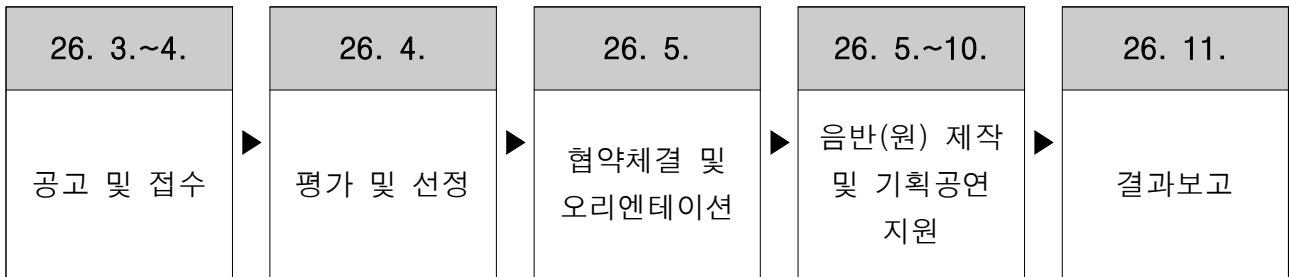 26. 3.~4.
공고 및 접수
▶
26. 4.
평가 및 선정
▶
26. 5.
협약체결 및
오리엔테이션
▶
26. 5.~10.
음반(원) 제작
및 기획공연
지원
▶
26. 11.
결과보고